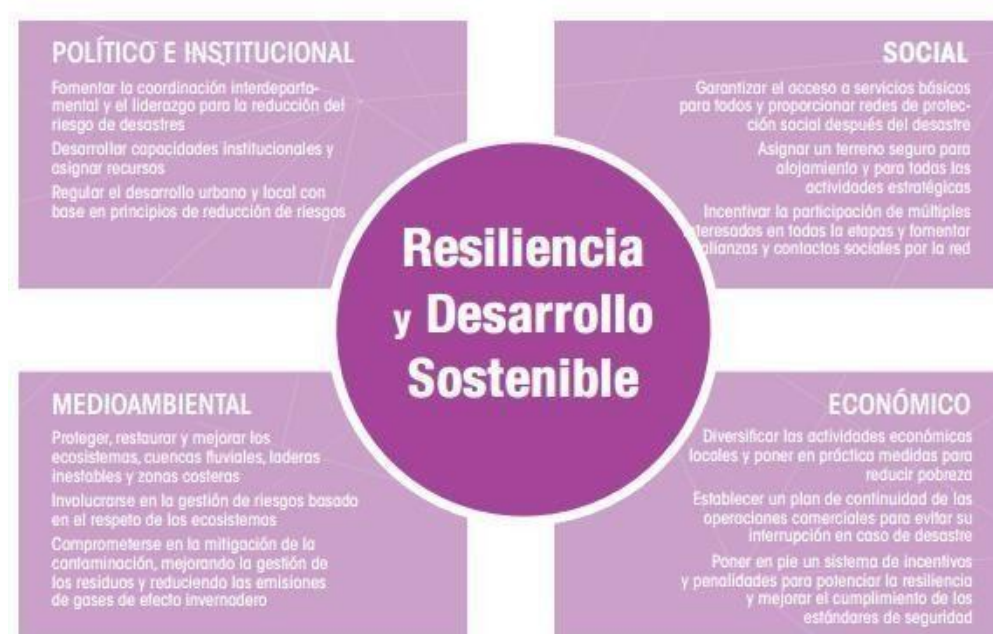 POLÍTICO E INSTITUCIONAL
Fomentar la coordinación interdeparta-
mental y el liderazgo para la reducción del
riesgo de desastres
Desarrollar capacidades institucionales y
asignar recursos
Regular el desarrollo urbano y local con
base en principios de reducción de riesgos
SOCIAL
Garantizar el acceso a servicios básicos
para todos y proporcionar redes de protec-
ción social después del desastre
Asignar un terreno seguro para
alojamiento y para todas las
actividades estratégicas
Incentivar la participación de múltiples
teresados en todas la etapas y fomentar
alianzas y contactos sociales por la red
Resiliencia
y Desarrollo
Sostenible
MEDIOAMBIENTAL
Proteger, restaurar y mejorar los
ecosistemas, cuencas fluviales, laderas
inestables y zonas costeras
Involucrarse en la gestión de riesgos basado
en el respeto de los ecosistemas
Comprometerse en la mitigación de la
contaminación, mejorando la gestión de
los residuos y reduciendo las emisiones
de gases de efecto invernadero
ECONÓMICO
Diversificar las actividades económicas
locales y poner en práctica medidas para
reducir pobreza
Establecer un plan de continuidad de las
operaciones comerciales para evitar su
interrupción en caso de desastre
Poner en pie un sistema de incentivos
y penalidades para potenciar la resiliencia
y mejorar el cumplimiento de los
estándares de seguridad